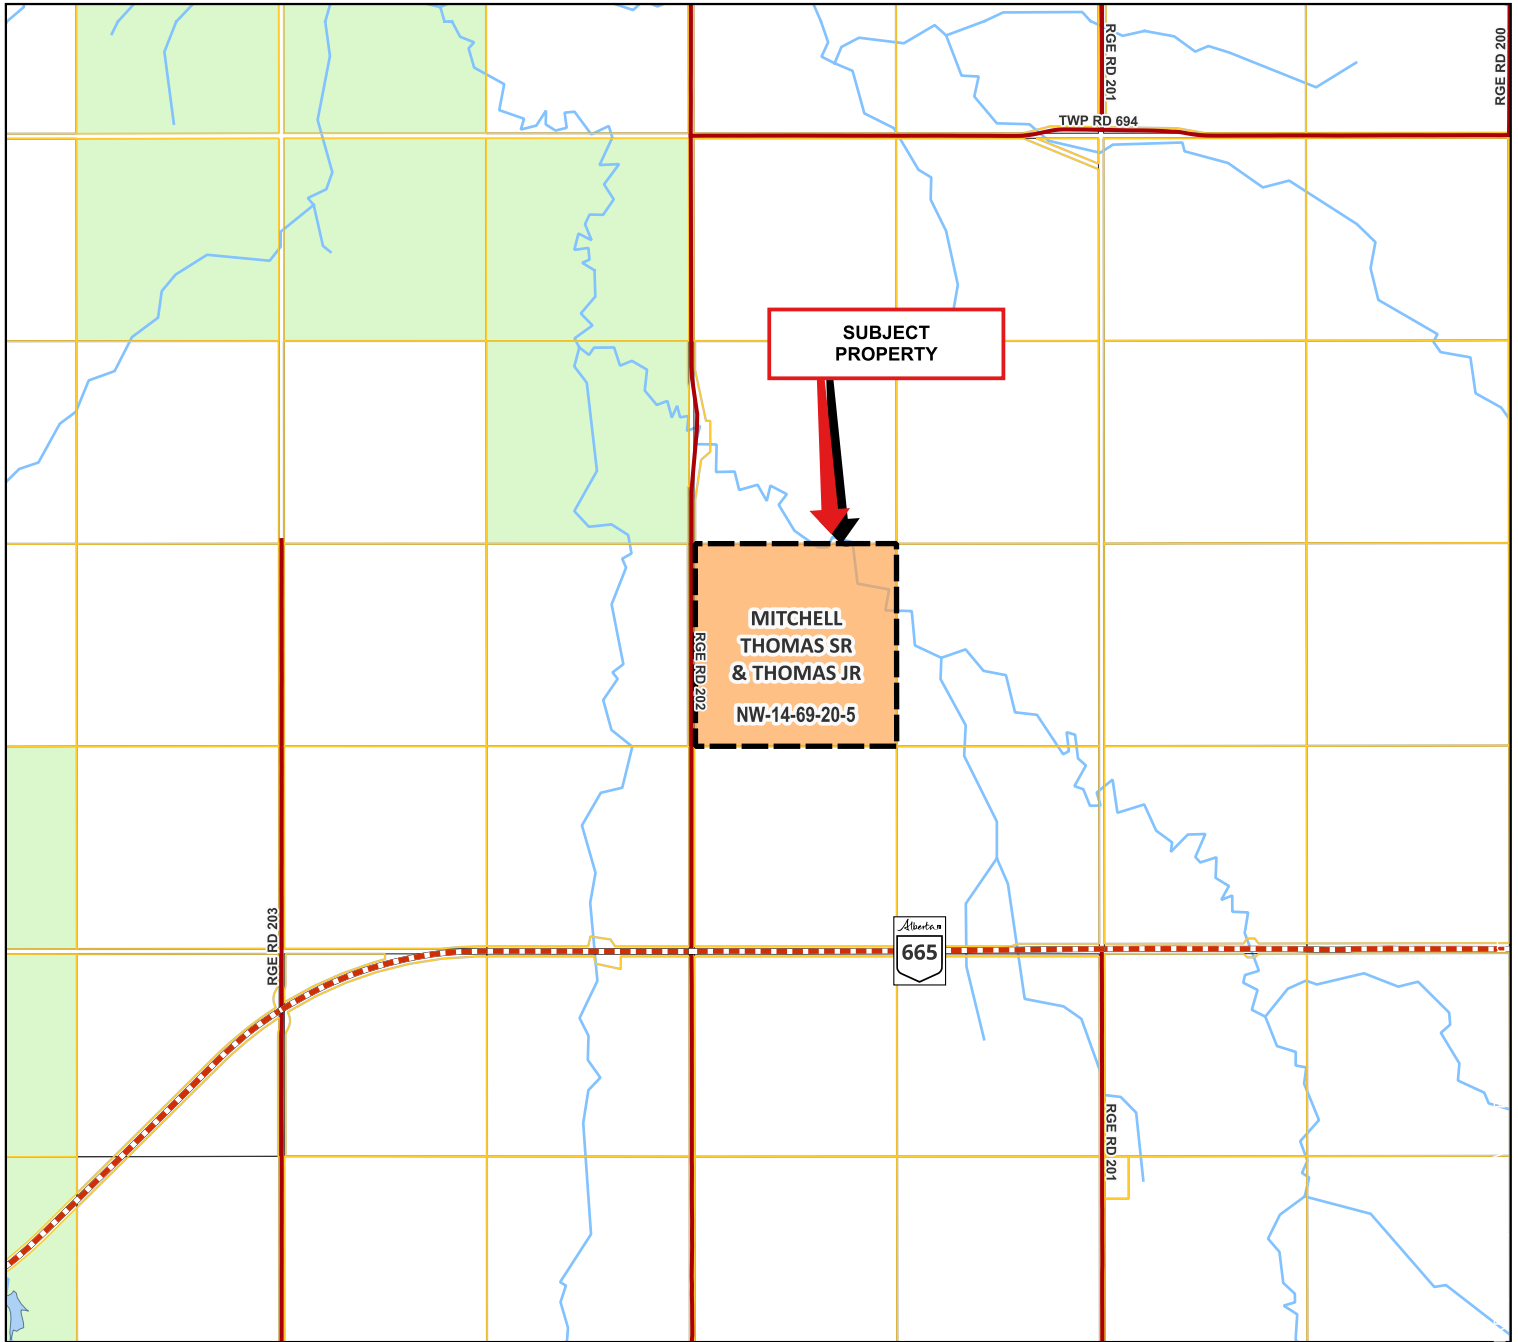 RGE RD 201
RGE RD 200
TWP RD 694
SUBJECT
PROPERTY
MITCHELL
THOMAS SR
& THOMAS JR
NW-14-69-20-5
RGE RD 202
RGE RD 203
Alberta
665
RGE RD 201